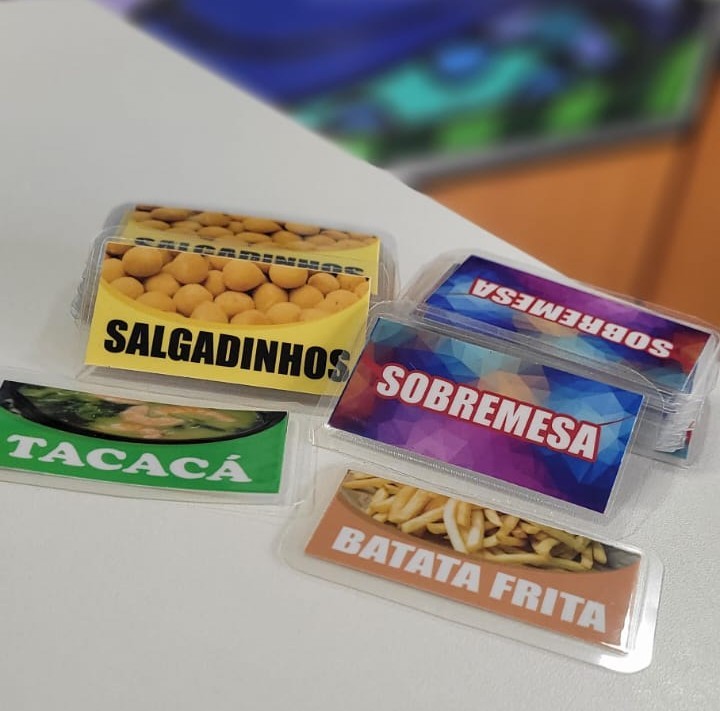 SALGADINHOS
SALGADINHOS
SOBREMESA
SOBREMESA
TACACÁ
BATATA FRITA